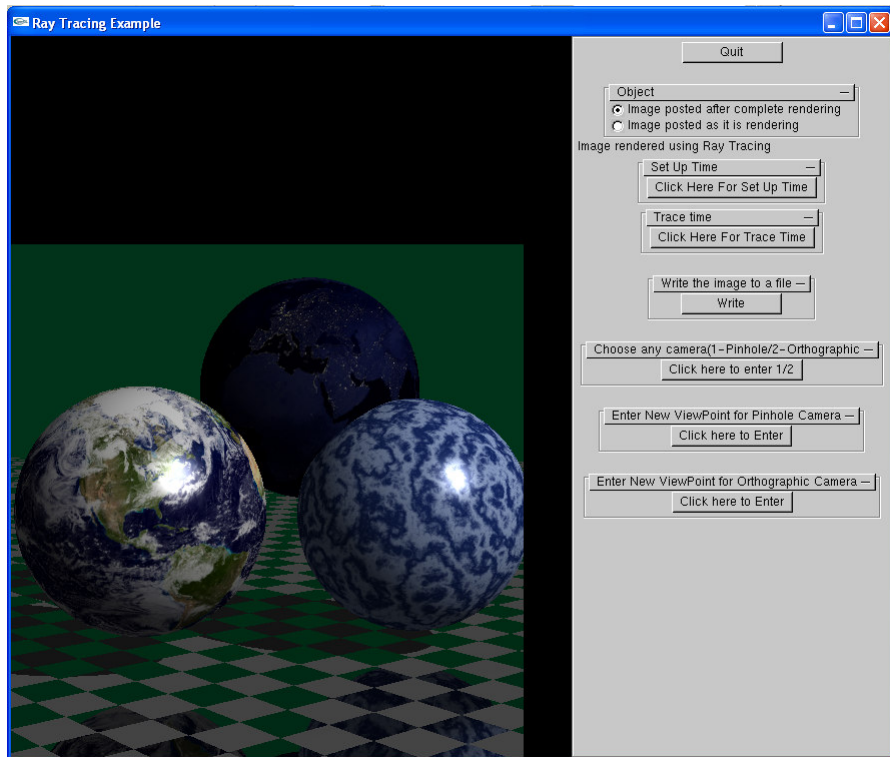 Ray Tracing Example
Quit
Object
Image posted after complete rendering
Image posted as it is rendering
Image rendered using Ray Tracing
Set Up Time
Click Here For Set Up Time
Trace time
Click Here For Trace Time
Write the image to a file
Write
Choose any camera(1-Pinhole/2-Orthographic
Click here to enter 1/2
Enter New ViewPoint for Pinhole Camera
Click here to Enter
Enter New ViewPoint for Orthographic Camera
Click here to Enter